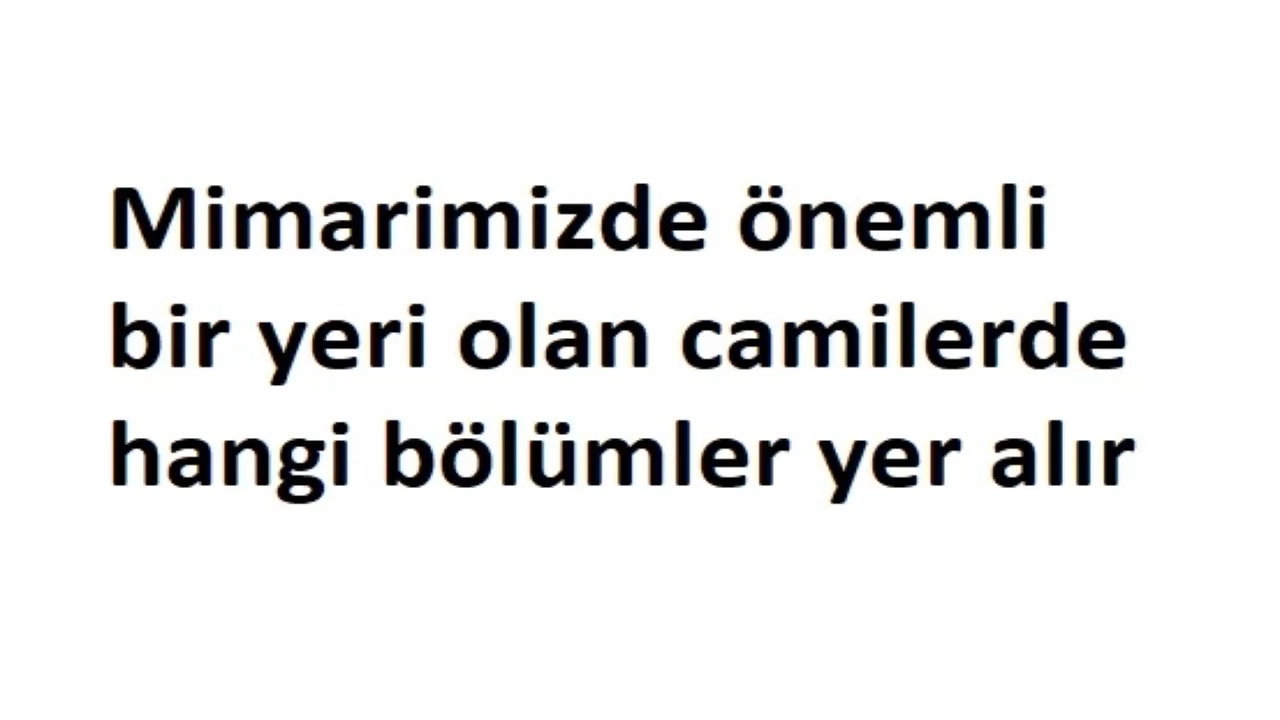 Mimarimizde önemli
bir yeri olan camilerde
hangi bölümler yer alır